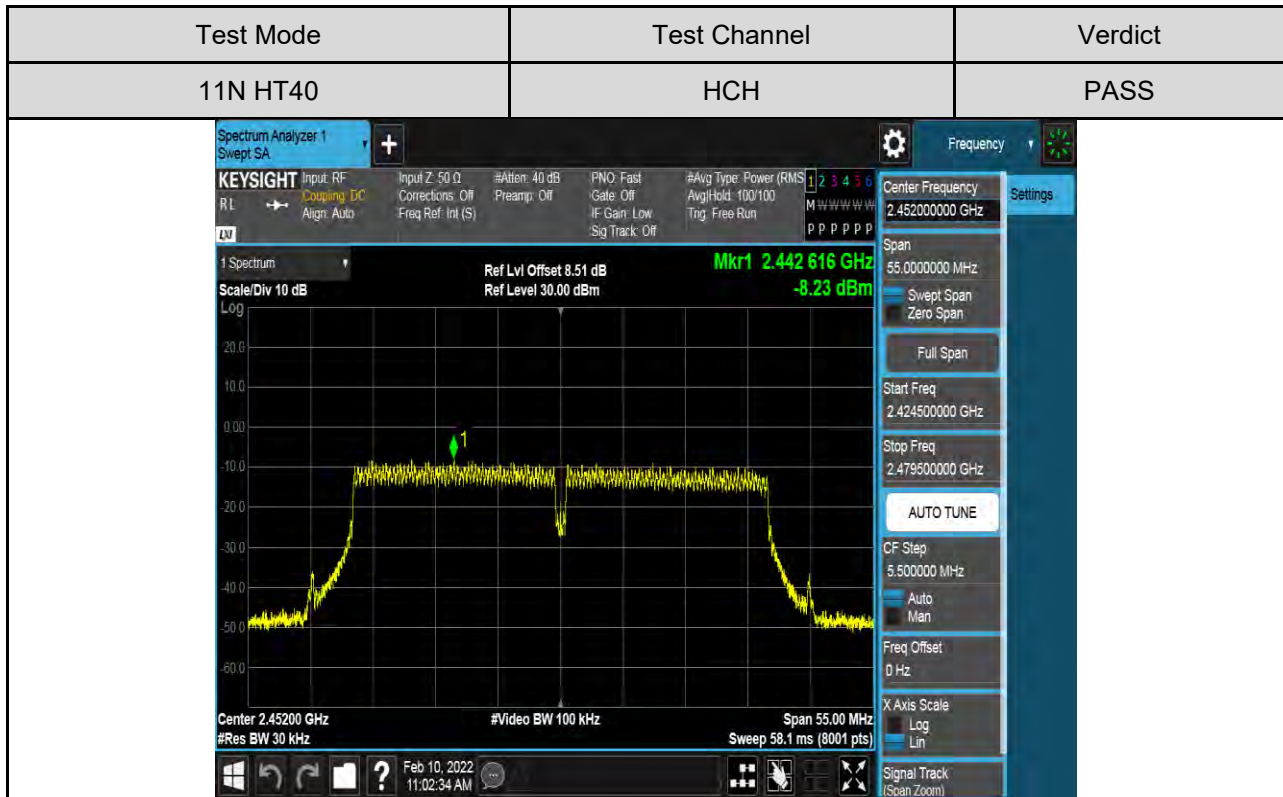 Test Mode Test Channel Verdict
11N HT40 HCH PASS
Spectrum Analyzer 1
Swept SA
+
Frequency
KEYSIGHT Input: RF Input Z: 50 Ω #Atten: 40 dB PNO: Fast #Avg Type: Power (RMS 1 2 3 4 5 6
RL Coupling: DC Corrections: Off Preamp: Off Gate: Off Avg|Hold: 100/100 M W W W W W
Align: Auto Freq Ref: Int (S) IF Gain: Low Trig: Free Run
LXI Sig Track: Off P P P P P P
1 Spectrum Ref Lvl Offset 8.51 dB Mkr1 2.442 616 GHz
Scale/Div 10 dB Ref Level 30.00 dBm -8.23 dBm
Log
20.0
10.0
0.00
1
-10.0
-20.0
-30.0
-40.0
-50.0
-60.0
Center 2.45200 GHz #Video BW 100 kHz Span 55.00 MHz
#Res BW 30 kHz Sweep 58.1 ms (8001 pts)
Feb 10, 2022
11:02:34 AM
?
Center Frequency
2.452000000 GHz
Settings
Span
55.0000000 MHz
Swept Span
Zero Span
Full Span
Start Freq
2.424500000 GHz
Stop Freq
2.479500000 GHz
AUTO TUNE
CF Step
5.500000 MHz
Auto
Man
Freq Offset
0 Hz
X Axis Scale
Log
Lin
Signal Track
(Span Zoom)